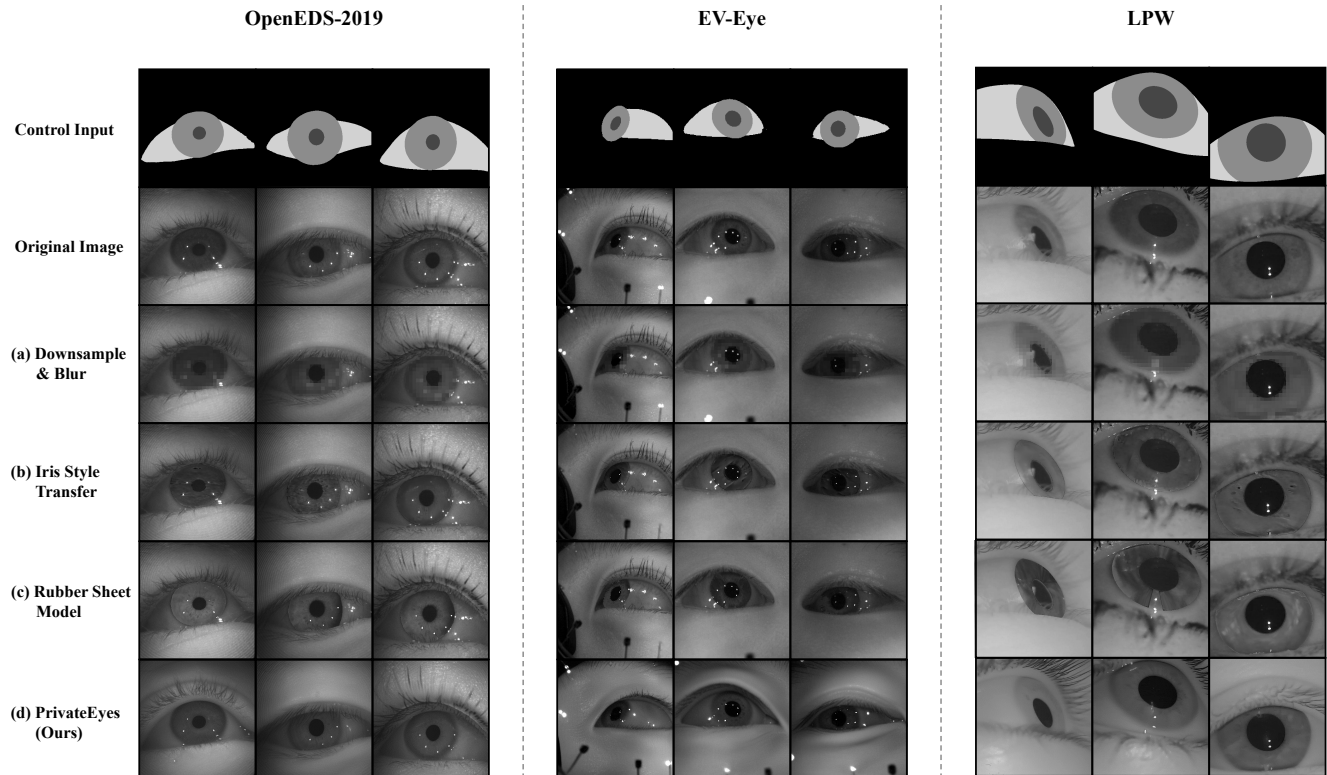 OpenEDS-2019
EV-Eye
LPW
Control Input
Original Image
(a) Downsample
& Blur
(b) Iris Style
Transfer
(c) Rubber Sheet
Model
(d) PrivateEyes
(Ours)